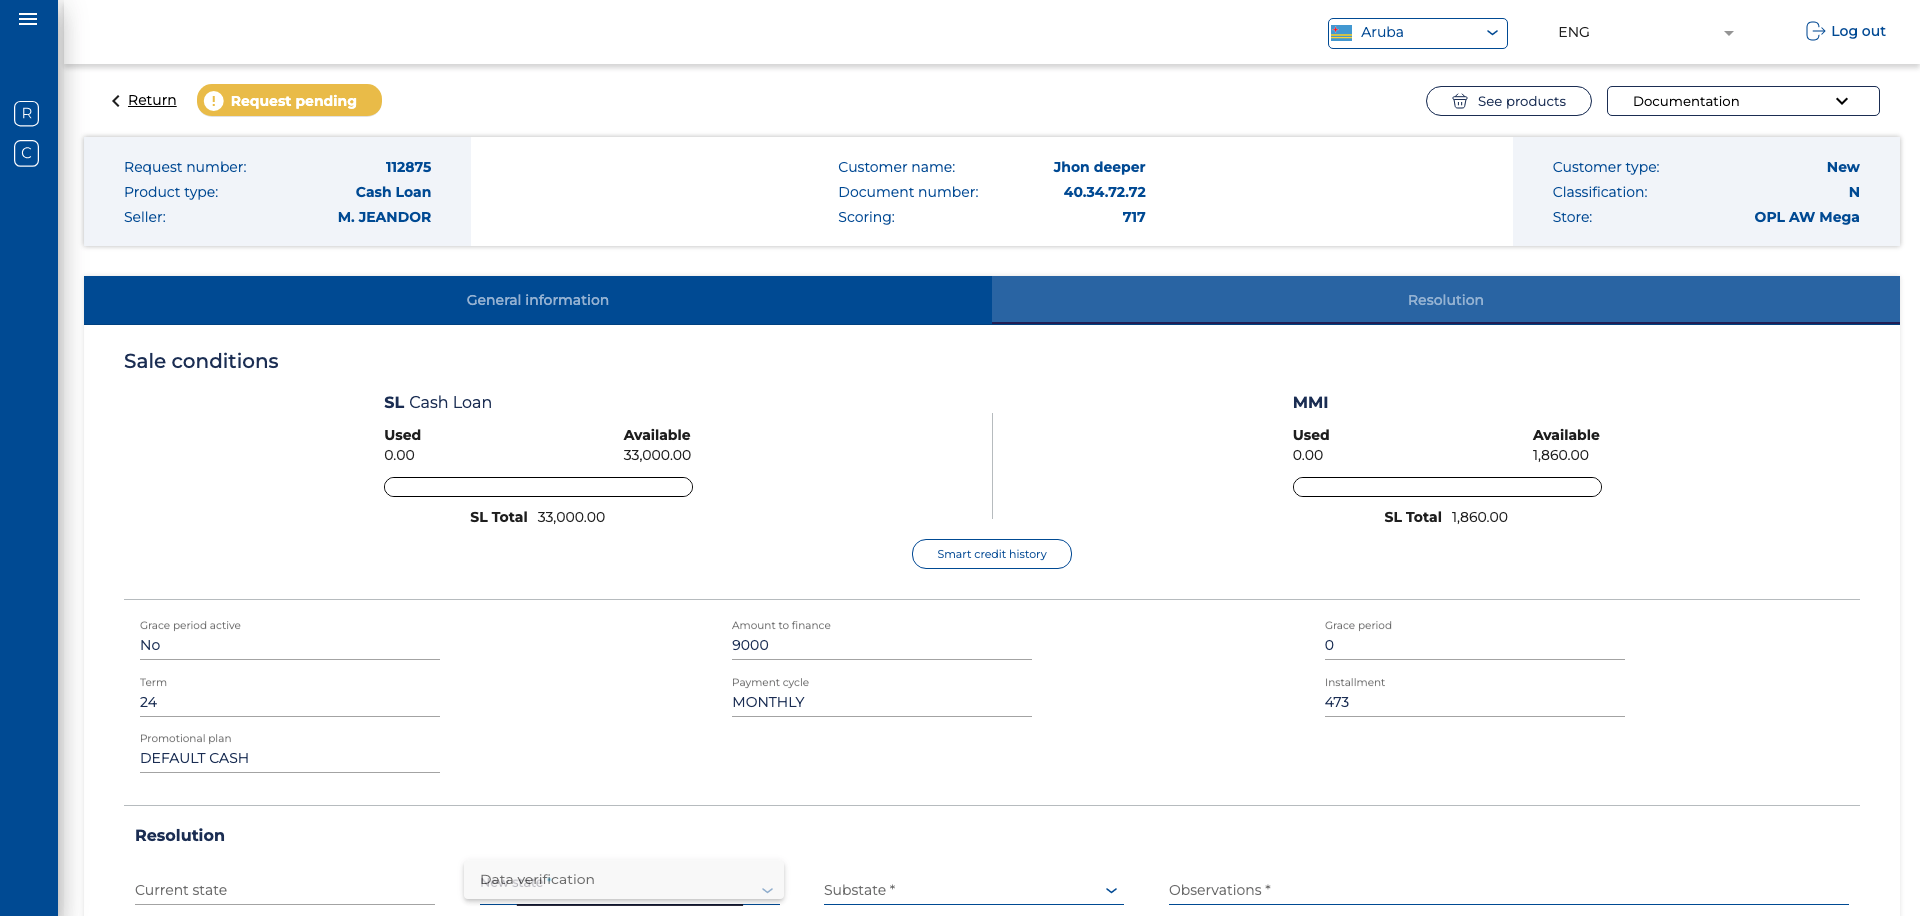 Aruba
ENG
Log out
R
C
Return
Request pending
See products
Documentation
Request number: 112875
Product type: Cash Loan
Seller: M. JEANDOR
Customer name: Jhon deeper
Document number: 40.34.72.72
Scoring: 717
Customer type: New
Classification: N
Store: OPL AW Mega
General information
Resolution
Sale conditions
SL Cash Loan
Used Available
0.00 33,000.00
SL Total 33,000.00
MMI
Used Available
0.00 1,860.00
SL Total 1,860.00
Smart credit history
Grace period active
No
Amount to finance
9000
Grace period
0
Term
24
Payment cycle
MONTHLY
Installment
473
Promotional plan
DEFAULT CASH
Resolution
Current state
Data verification
New state *
Substate *
Observations *